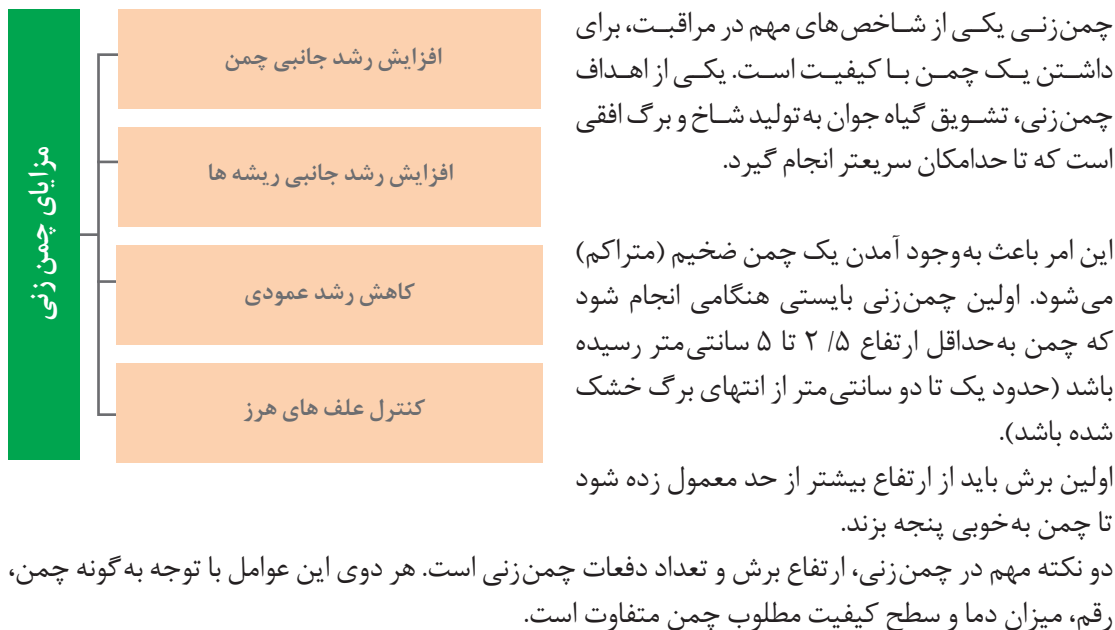 چمن‌زنی یکی از شاخص‌های مهم در مراقبت، برای
داشتن یک چمن با کیفیت است. یکی از اهداف
چمن‌زنی، تشویق گیاه جوان به تولید شاخ و برگ افقی
است که تا حدامکان سریعتر انجام گیرد.
این امر باعث به‌وجود آمدن یک چمن ضخیم (متراکم)
می‌شود. اولین چمن‌زنی بایستی هنگامی انجام شود
که چمن به‌حداقل ارتفاع ۵/ ۲ تا ۵ سانتی‌متر رسیده
باشد (حدود یک تا دو سانتی‌متر از انتهای برگ خشک
شده باشد).
اولین برش باید از ارتفاع بیشتر از حد معمول زده شود
تا چمن به‌خوبی پنجه بزند.
دو نکته مهم در چمن‌زنی، ارتفاع برش و تعداد دفعات چمن‌زنی است. هر دوی این عوامل با توجه به گونه چمن،
رقم، میزان دما و سطح کیفیت مطلوب چمن متفاوت است.
مزایای چمن زنی
افزایش رشد جانبی چمن
افزایش رشد جانبی ریشه ها
کاهش رشد عمودی
کنترل علف های هرز